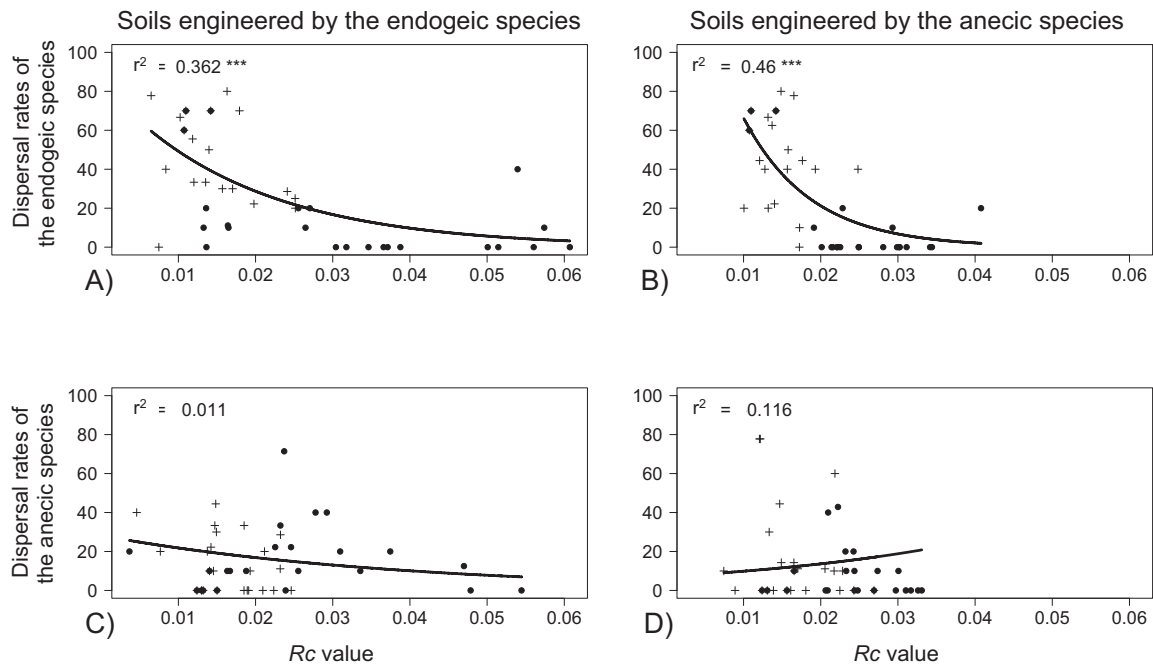 Soils engineered by the endogeic species
Soils engineered by the anecic species
Dispersal rates of
the endogeic species
100
80
60
40
20
0
r² = 0.362 ***
0.01 0.02 0.03 0.04 0.05 0.06
A)
100
80
60
40
20
0
r² = 0.46 ***
0.01 0.02 0.03 0.04 0.05 0.06
B)
Dispersal rates of
the anecic species
100
80
60
40
20
0
r² = 0.011
0.01 0.02 0.03 0.04 0.05 0.06
C)
Rc value
100
80
60
40
20
0
r² = 0.116
0.01 0.02 0.03 0.04 0.05 0.06
D)
Rc value